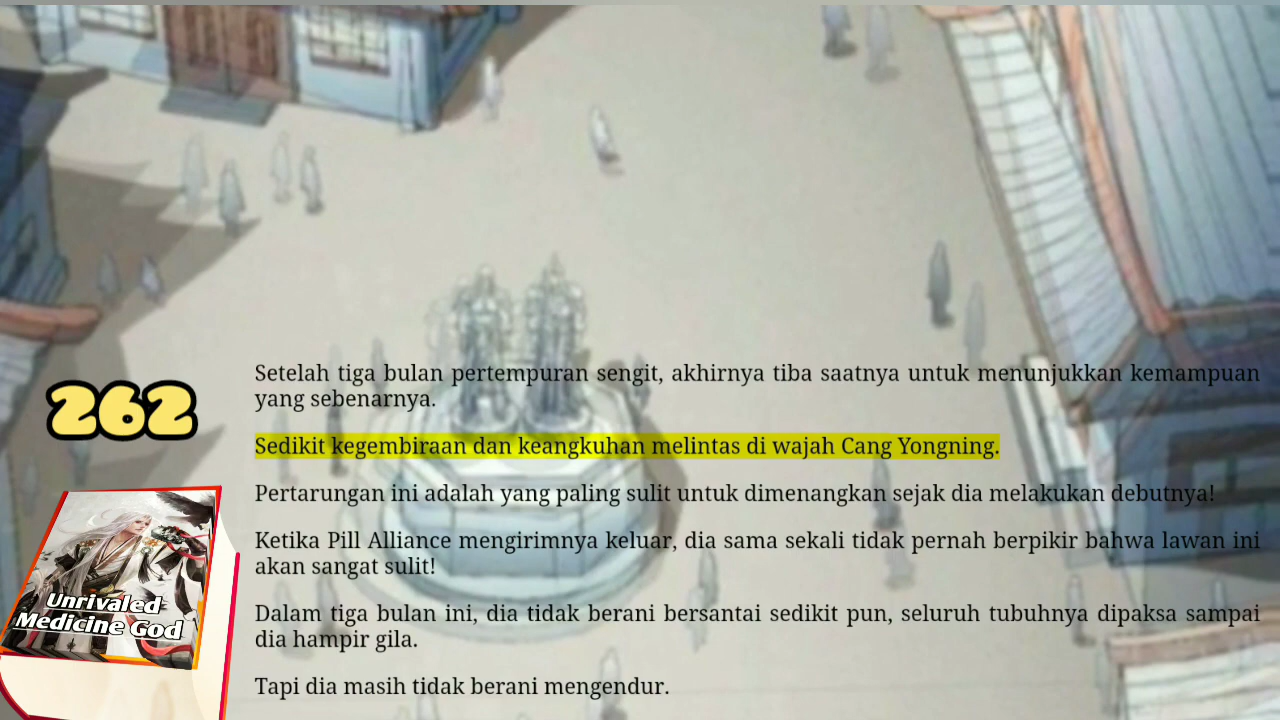 Setelah tiga bulan pertempuran sengit, akhirnya tiba saatnya untuk menunjukkan kemampuan
yang sebenarnya.
262
Sedikit kegembiraan dan keangkuhan melintas di wajah Cang Yongning.
Pertarungan ini adalah yang paling sulit untuk dimenangkan sejak dia melakukan debutnya!
Ketika Pill Alliance mengirimnya keluar, dia sama sekali tidak pernah berpikir bahwa lawan ini
akan sangat sulit!
Dalam tiga bulan ini, dia tidak berani bersantai sedikit pun, seluruh tubuhnya dipaksa sampai
dia hampir gila.
Tapi dia masih tidak berani mengendur.
Unrivaled
Medicine God